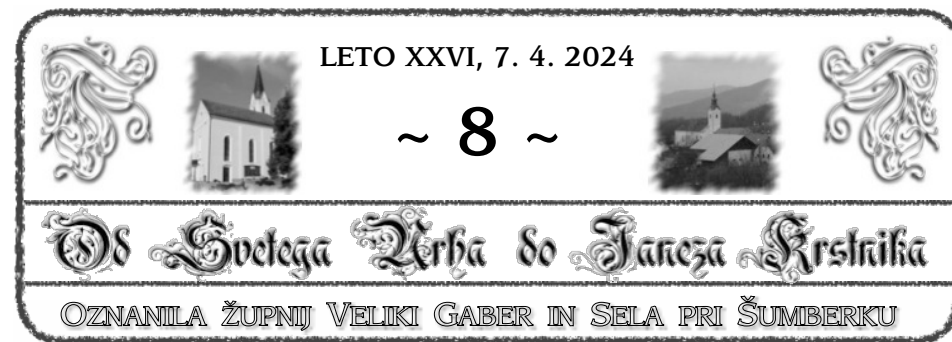 LETO XXVI, 7. 4. 2024
~ 8 ~
Od Svetega Urha do Janeza Krstnika
OZNANILA ŽUPNIJ VELIKI GABER IN SELA PRI ŠUMBERKU